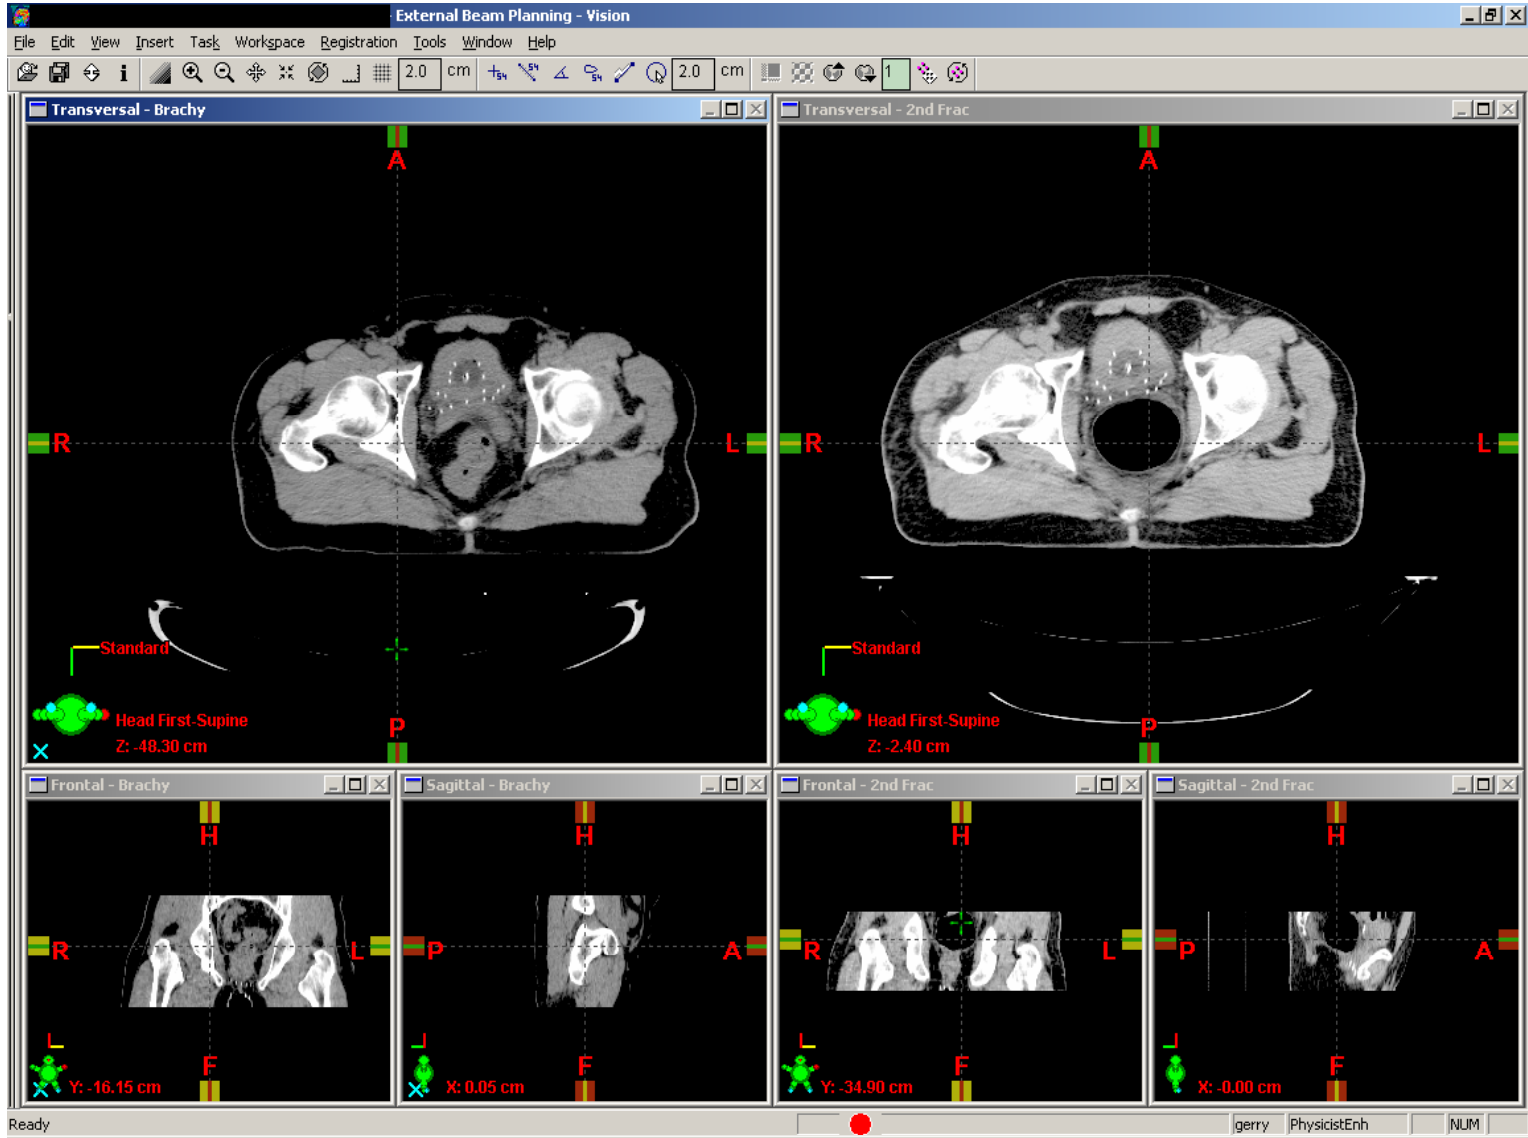 - External Beam Planning - Vision
File Edit View Insert Task Workspace Registration Tools Window Help
2.0 cm 54 54 54 2.0 cm 1
Transversal - Brachy
A
R
L
Standard
Head First-Supine
P
Z: -48.30 cm
Transversal - 2nd Frac
A
R
L
Standard
Head First-Supine
P
Z: -2.40 cm
Frontal - Brachy
H
R
L
L
F
Y: -16.15 cm
Sagittal - Brachy
H
P
A
F
X: 0.05 cm
Frontal - 2nd Frac
H
R
L
L
F
Y: -34.90 cm
Sagittal - 2nd Frac
H
P
A
F
X: -0.00 cm
Ready gerry PhysicistEnh NUM